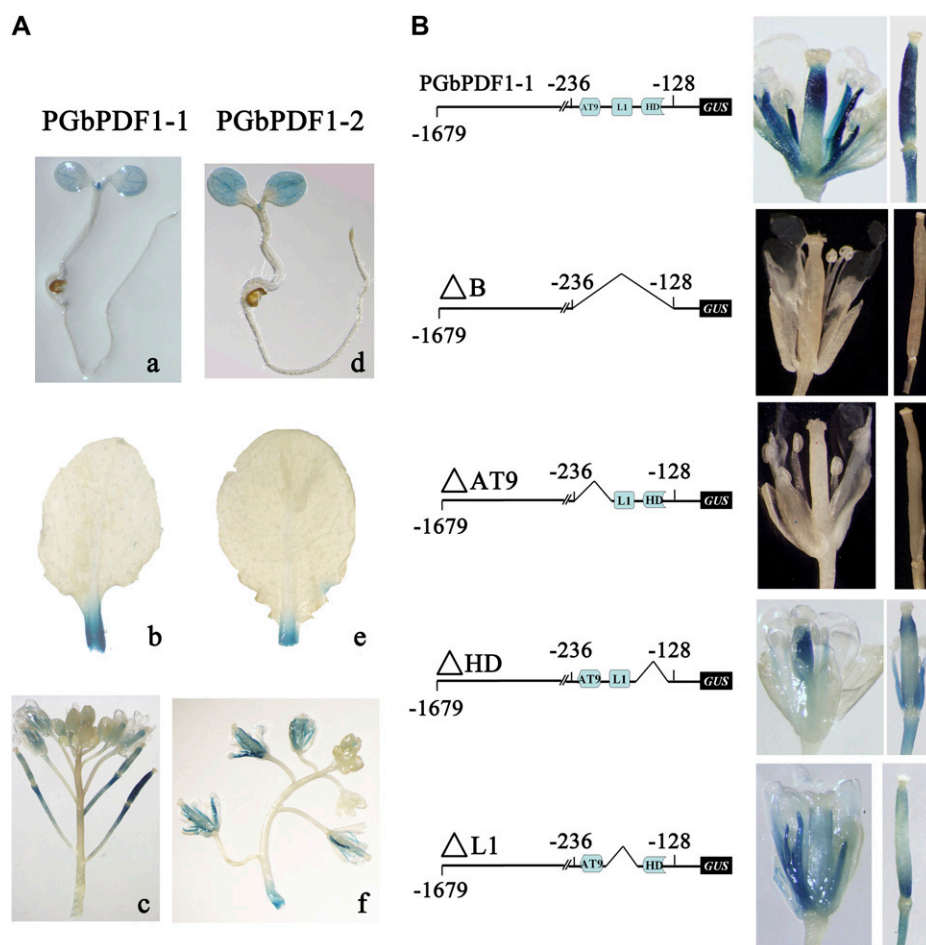 A
B
PGbPDF1-1 PGbPDF1-2
a
d
b
e
c
f
PGbPDF1-1
-236
-128
AT9 L1 HD GUS
-1679
△B
-236
-128
GUS
-1679
△AT9
-236
-128
L1 HD GUS
-1679
△HD
-236
-128
AT9 L1 GUS
-1679
△L1
-236
-128
AT9 HD GUS
-1679